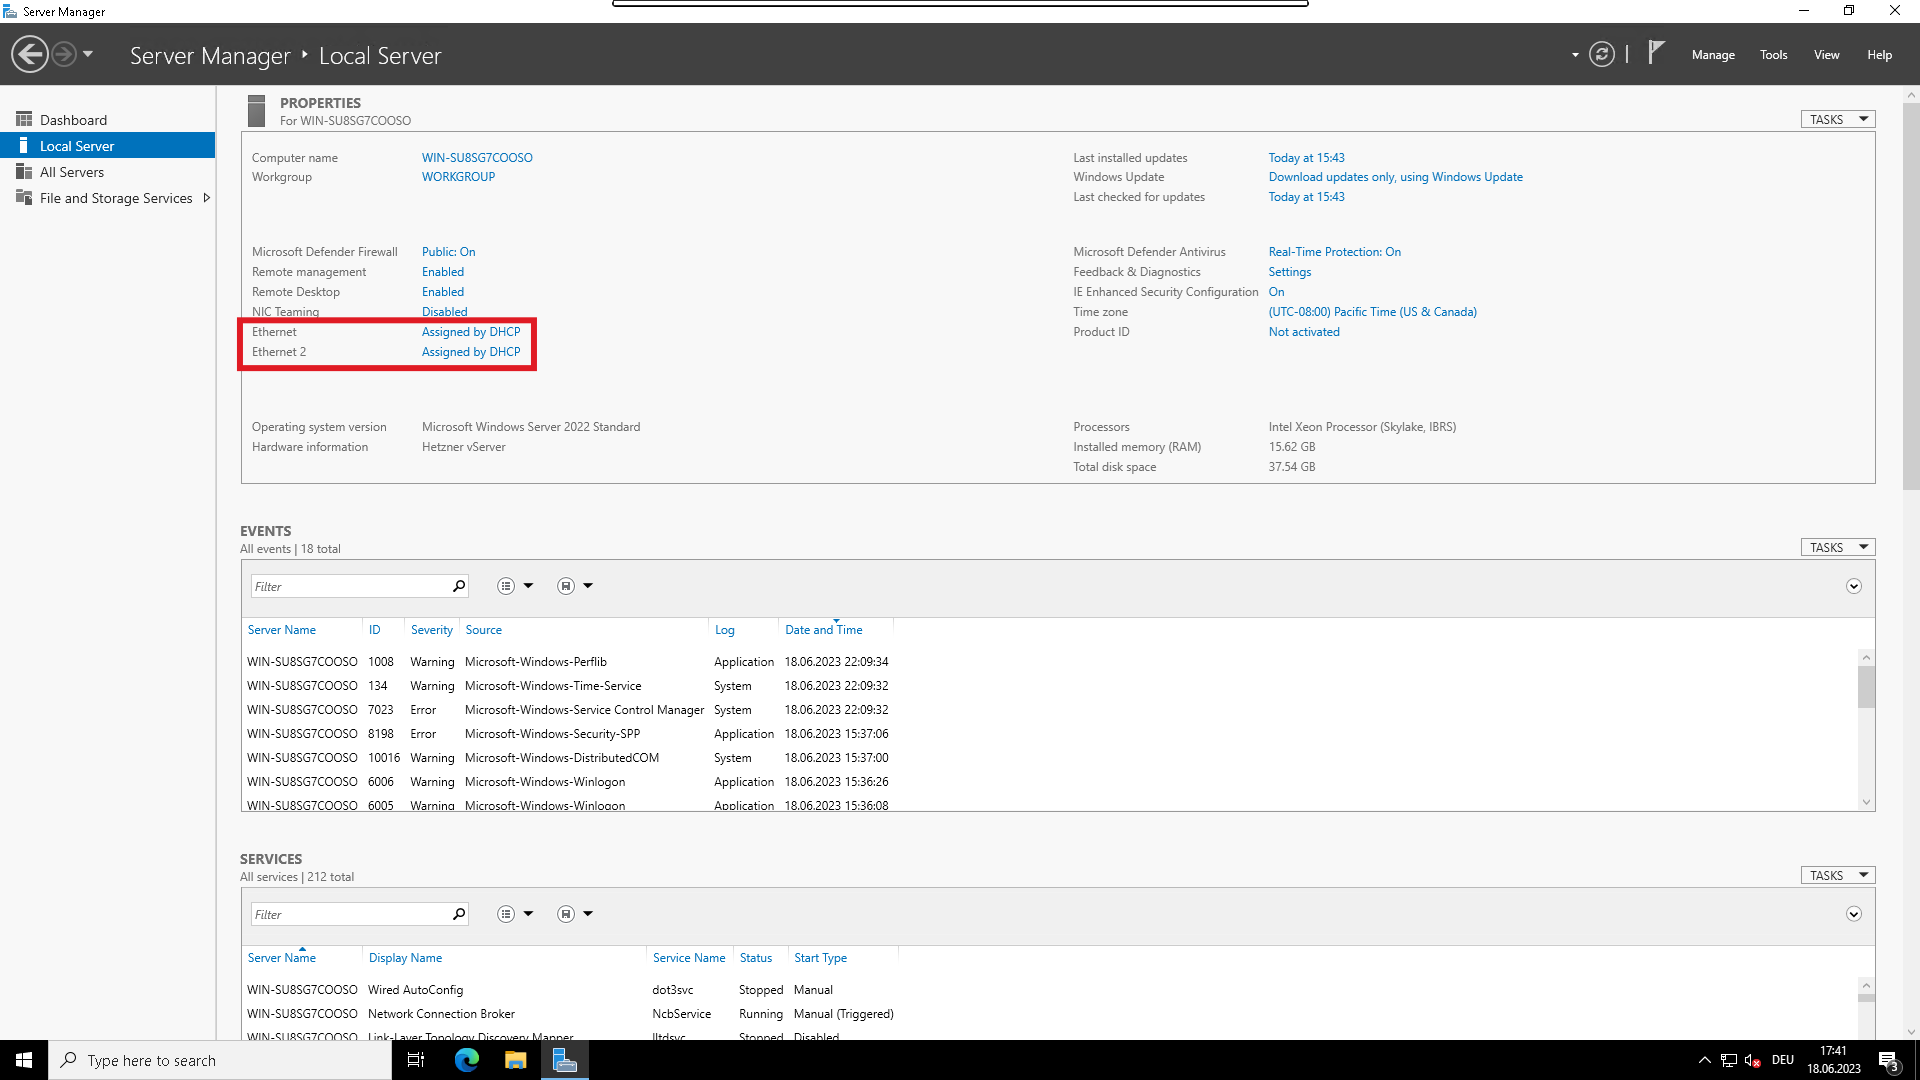 Server Manager
Server Manager ‣ Local Server
Manage Tools View Help
Dashboard
Local Server
All Servers
File and Storage Services
PROPERTIES
For WIN-SU8SG7COOSO
TASKS
Computer name WIN-SU8SG7COOSO
Workgroup WORKGROUP
Last installed updates Today at 15:43
Windows Update Download updates only, using Windows Update
Last checked for updates Today at 15:43
Microsoft Defender Firewall Public: On
Remote management Enabled
Remote Desktop Enabled
NIC Teaming Disabled
Ethernet Assigned by DHCP
Ethernet 2 Assigned by DHCP
Microsoft Defender Antivirus Real-Time Protection: On
Feedback & Diagnostics Settings
IE Enhanced Security Configuration On
Time zone (UTC-08:00) Pacific Time (US & Canada)
Product ID Not activated
Operating system version Microsoft Windows Server 2022 Standard
Hardware information Hetzner vServer
Processors Intel Xeon Processor (Skylake, IBRS)
Installed memory (RAM) 15.62 GB
Total disk space 37.54 GB
EVENTS
All events | 18 total
TASKS
Filter
Server Name ID Severity Source Log Date and Time
WIN-SU8SG7COOSO 1008 Warning Microsoft-Windows-Perflib Application 18.06.2023 22:09:34
WIN-SU8SG7COOSO 134 Warning Microsoft-Windows-Time-Service System 18.06.2023 22:09:32
WIN-SU8SG7COOSO 7023 Error Microsoft-Windows-Service Control Manager System 18.06.2023 22:09:32
WIN-SU8SG7COOSO 8198 Error Microsoft-Windows-Security-SPP Application 18.06.2023 15:37:06
WIN-SU8SG7COOSO 10016 Warning Microsoft-Windows-DistributedCOM System 18.06.2023 15:37:00
WIN-SU8SG7COOSO 6006 Warning Microsoft-Windows-Winlogon Application 18.06.2023 15:36:26
WIN-SU8SG7COOSO 6005 Warning Microsoft-Windows-Winlogon Application 18.06.2023 15:36:08
SERVICES
All services | 212 total
TASKS
Filter
Server Name Display Name Service Name Status Start Type
WIN-SU8SG7COOSO Wired AutoConfig dot3svc Stopped Manual
WIN-SU8SG7COOSO Network Connection Broker NcbService Running Manual (Triggered)
WIN-SU8SG7COOSO Link-Layer Topology Discovery Mapper lltdsvc Stopped Disabled
Type here to search
DEU
17:41
18.06.2023
3